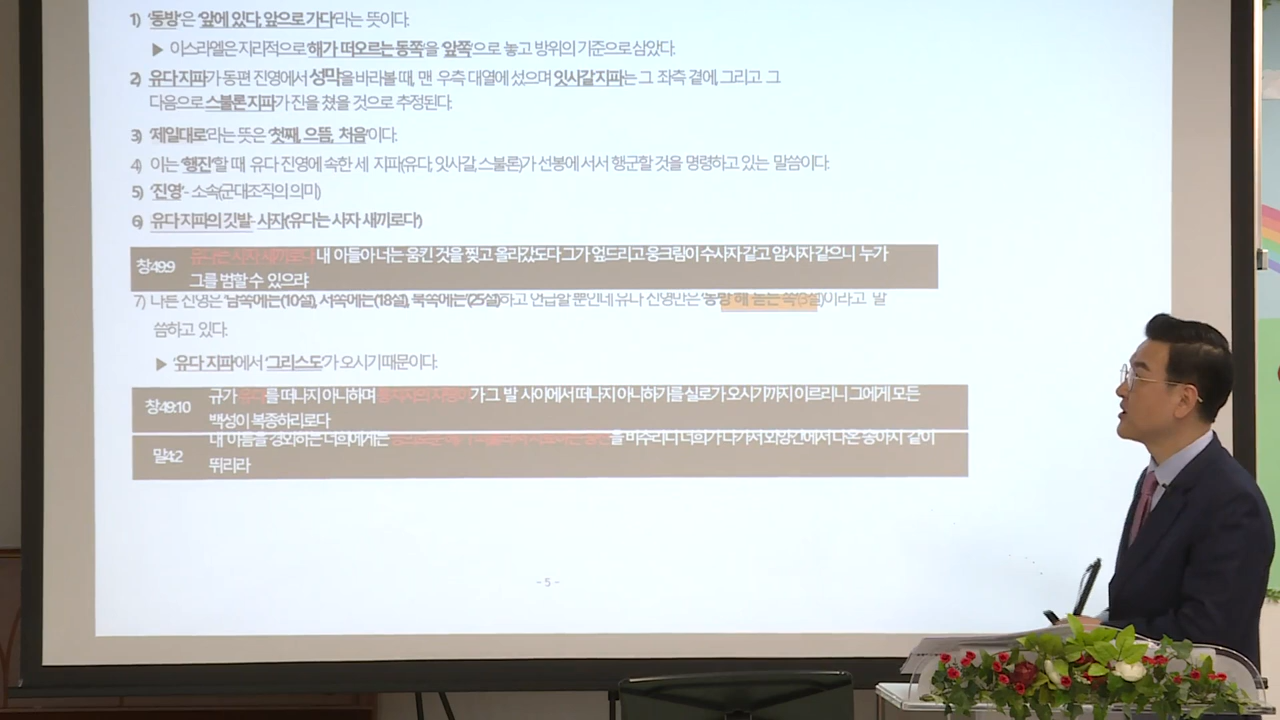 1) '동방'은 '앞에 있다, 앞으로 가다'라는 뜻이다.
▶ 이스라엘은 지리적으로 '해가 떠오르는 동쪽'을 '앞쪽'으로 놓고 방위의 기준으로 삼았다.
2) 유다 지파가 동편 진영에서 성막을 바라볼 때, 맨 우측 대열에 섰으며 잇사갈 지파는 그 좌측 곁에, 그리고 그
다음으로 스불론 지파가 진을 쳤을 것으로 추정된다.
3) '제일대로'라는 뜻은 '첫째, 으뜸, 처음'이다.
4) 이는 '행진'할 때 유다 진영에 속한 세 지파(유다, 잇사갈, 스불론)가 선봉에 서서 행군할 것을 명령하고 있는 말씀이다.
5) '진영' - 소속(군대조직의 의미)
6) 유다 지파의 깃발 - 사자(유다는 사자 새끼로다)
창49:9 유다는 사자 새끼로다 내 아들아 너는 움킨 것을 찢고 올라갔도다 그가 엎드리고 웅크림이 수사자 같고 암사자 같으니 누가
그를 범할 수 있으랴
7) 다른 진영은 '남쪽에는(10절), 서쪽에는(18절), 북쪽에는'(25절)하고 언급할 뿐인데 유다 진영만은 '동방 해 돋는 쪽(3절)'이라고 말
씀하고 있다.
▶ '유다 지파'에서 '그리스도'가 오시기 때문이다.
창49:10 규가 유다를 떠나지 아니하며 통치자의 지팡이가 그 발 사이에서 떠나지 아니하기를 실로가 오시기까지 이르리니 그에게 모든
백성이 복종하리로다
말4:2 내 이름을 경외하는 너희에게는 을 비추리니 너희가 나가서 외양간에서 나온 송아지 같이
뛰리라
- 5 -